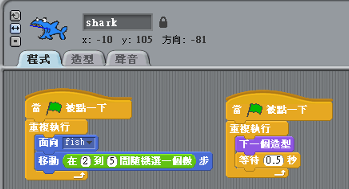 shark
x: -10 y: 105 方向: -81
程式 造型 聲音
當 被點一下
重複執行
面向 fish
移動 在 2 到 5 間隨機選一個數 步
當 被點一下
重複執行
下一個造型
等待 0.5 秒